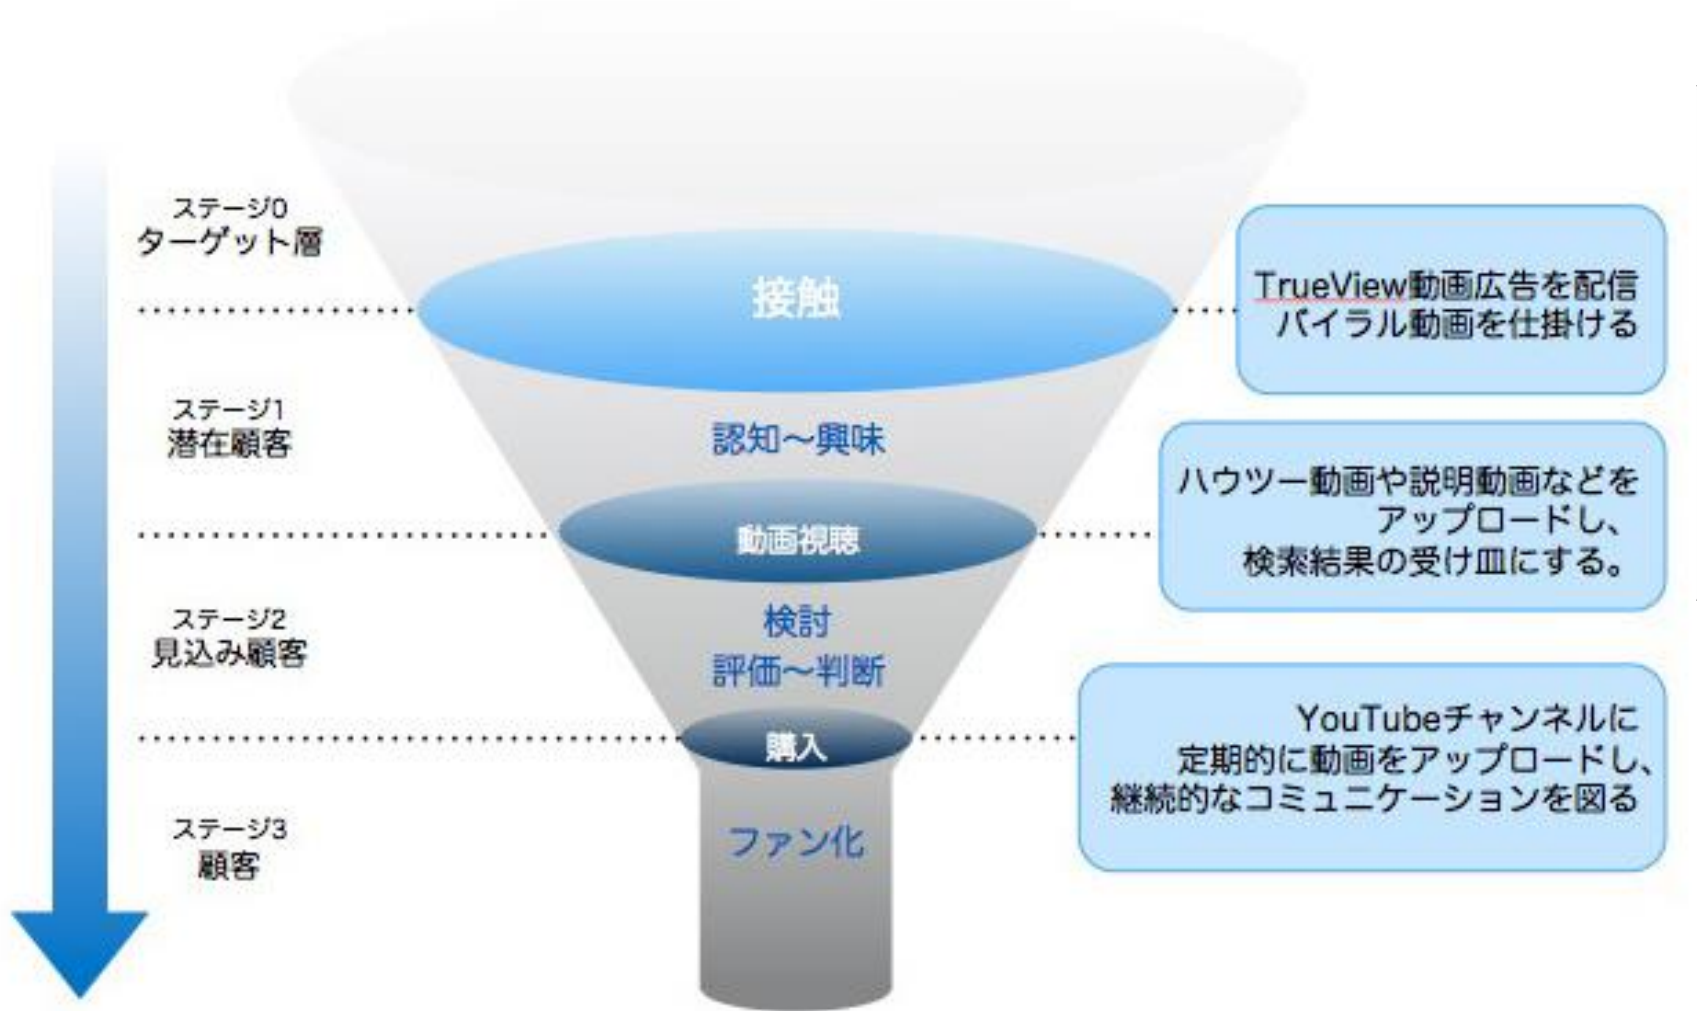 ステージ0
ターゲット層
接触
TrueView動画広告を配信
バイラル動画を仕掛ける
ステージ1
潜在顧客
認知～興味
動画視聴
ハウツー動画や説明動画などを
アップロードし、
検索結果の受け皿にする。
ステージ2
見込み顧客
検討
評価～判断
購入
YouTubeチャンネルに
定期的に動画をアップロードし、
継続的なコミュニケーションを図る
ステージ3
顧客
ファン化